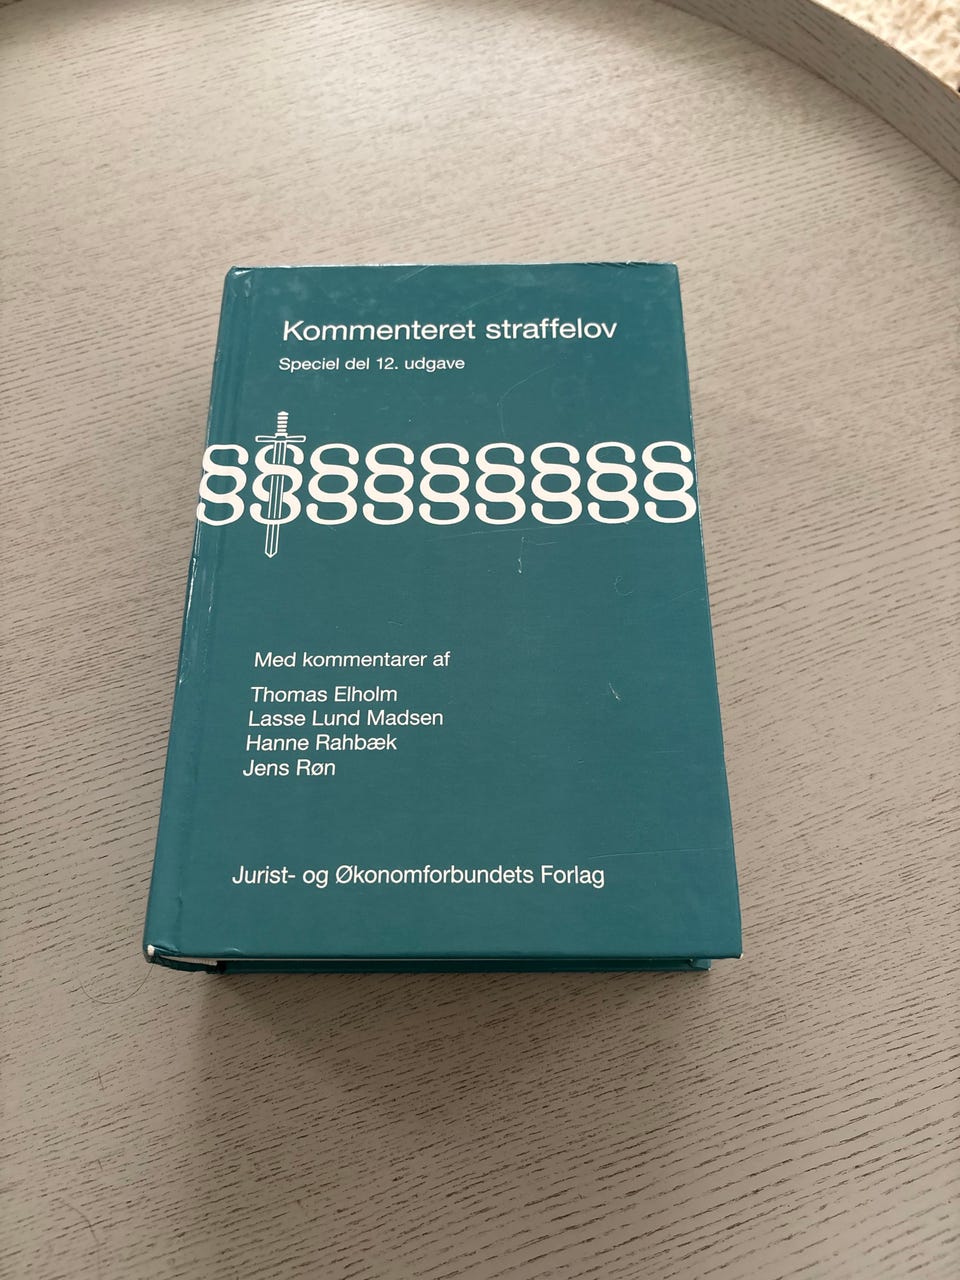 Kommenteret straffelov
Speciel del 12. udgave
§§§§§§§§§
Med kommentarer af
Thomas Elholm
Lasse Lund Madsen
Hanne Rahbæk
Jens Røn
Jurist- og Økonomforbundets Forlag